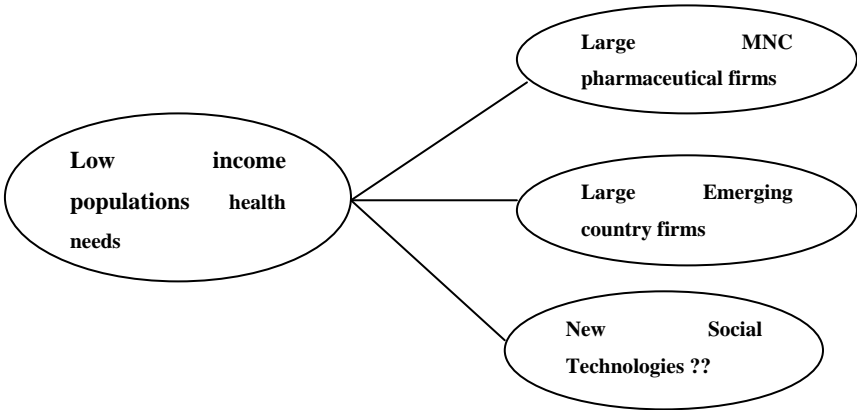 Large MNC
pharmaceutical firms
Low income
populations health
needs
Large Emerging
country firms
New Social
Technologies ??